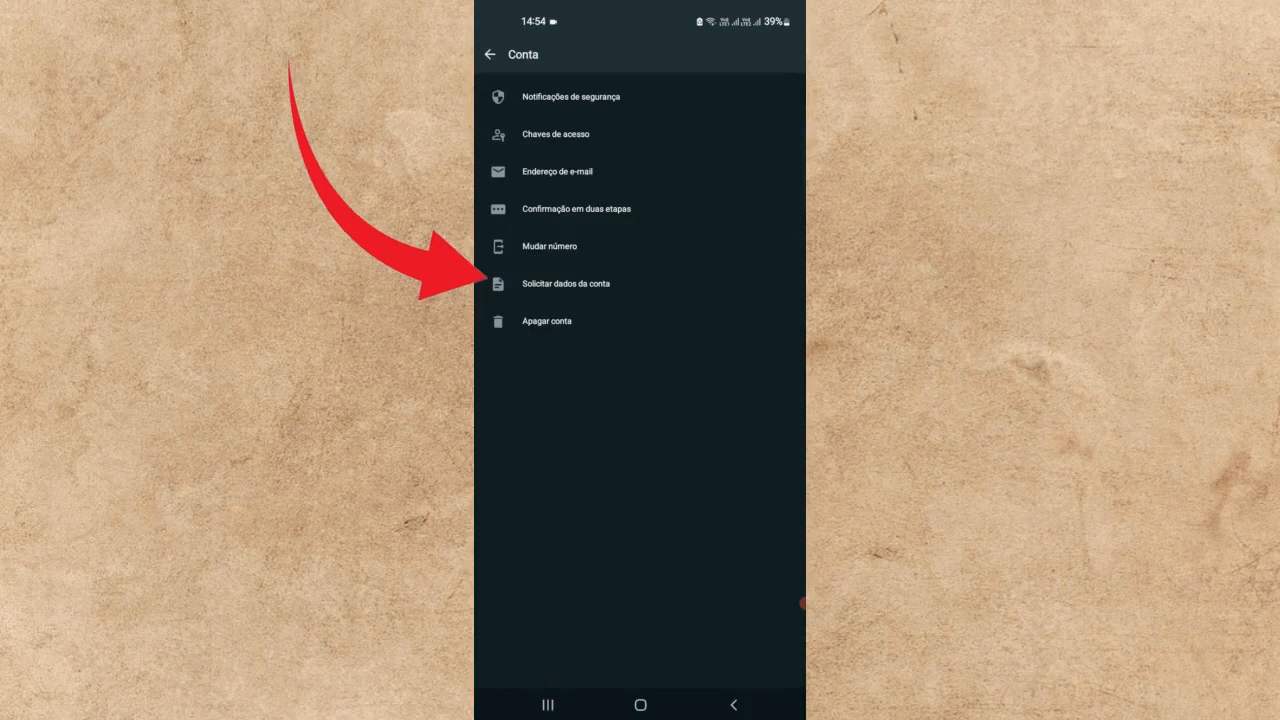 14:54 39%
Conta
Notificações de segurança
Chaves de acesso
Endereço de e-mail
Confirmação em duas etapas
Mudar número
Solicitar dados da conta
Apagar conta